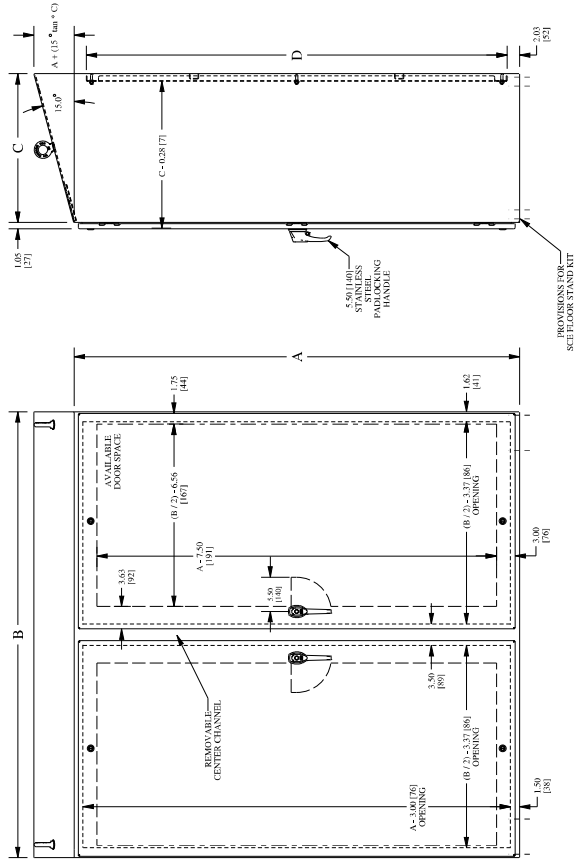 A + (15 ° tan * C)
C
15.0°
D
2.03
[52]
C - 0.28 [7]
1.05
[27]
5.50 [140]
STAINLESS
STEEL
PADLOCKING
HANDLE
PROVISIONS FOR
SCE FLOOR STAND KIT
B
A
1.75
[44]
AVAILABLE
DOOR SPACE
(B / 2) - 6.56
[167]
1.62
[41]
(B / 2) - 3.37 [86]
OPENING
3.63
[92]
A - 7.50
[191]
5.50
[140]
3.00
[76]
REMOVABLE
CENTER CHANNEL
3.50
[89]
(B / 2) - 3.37 [86]
OPENING
A - 3.00 [76]
OPENING
1.50
[38]